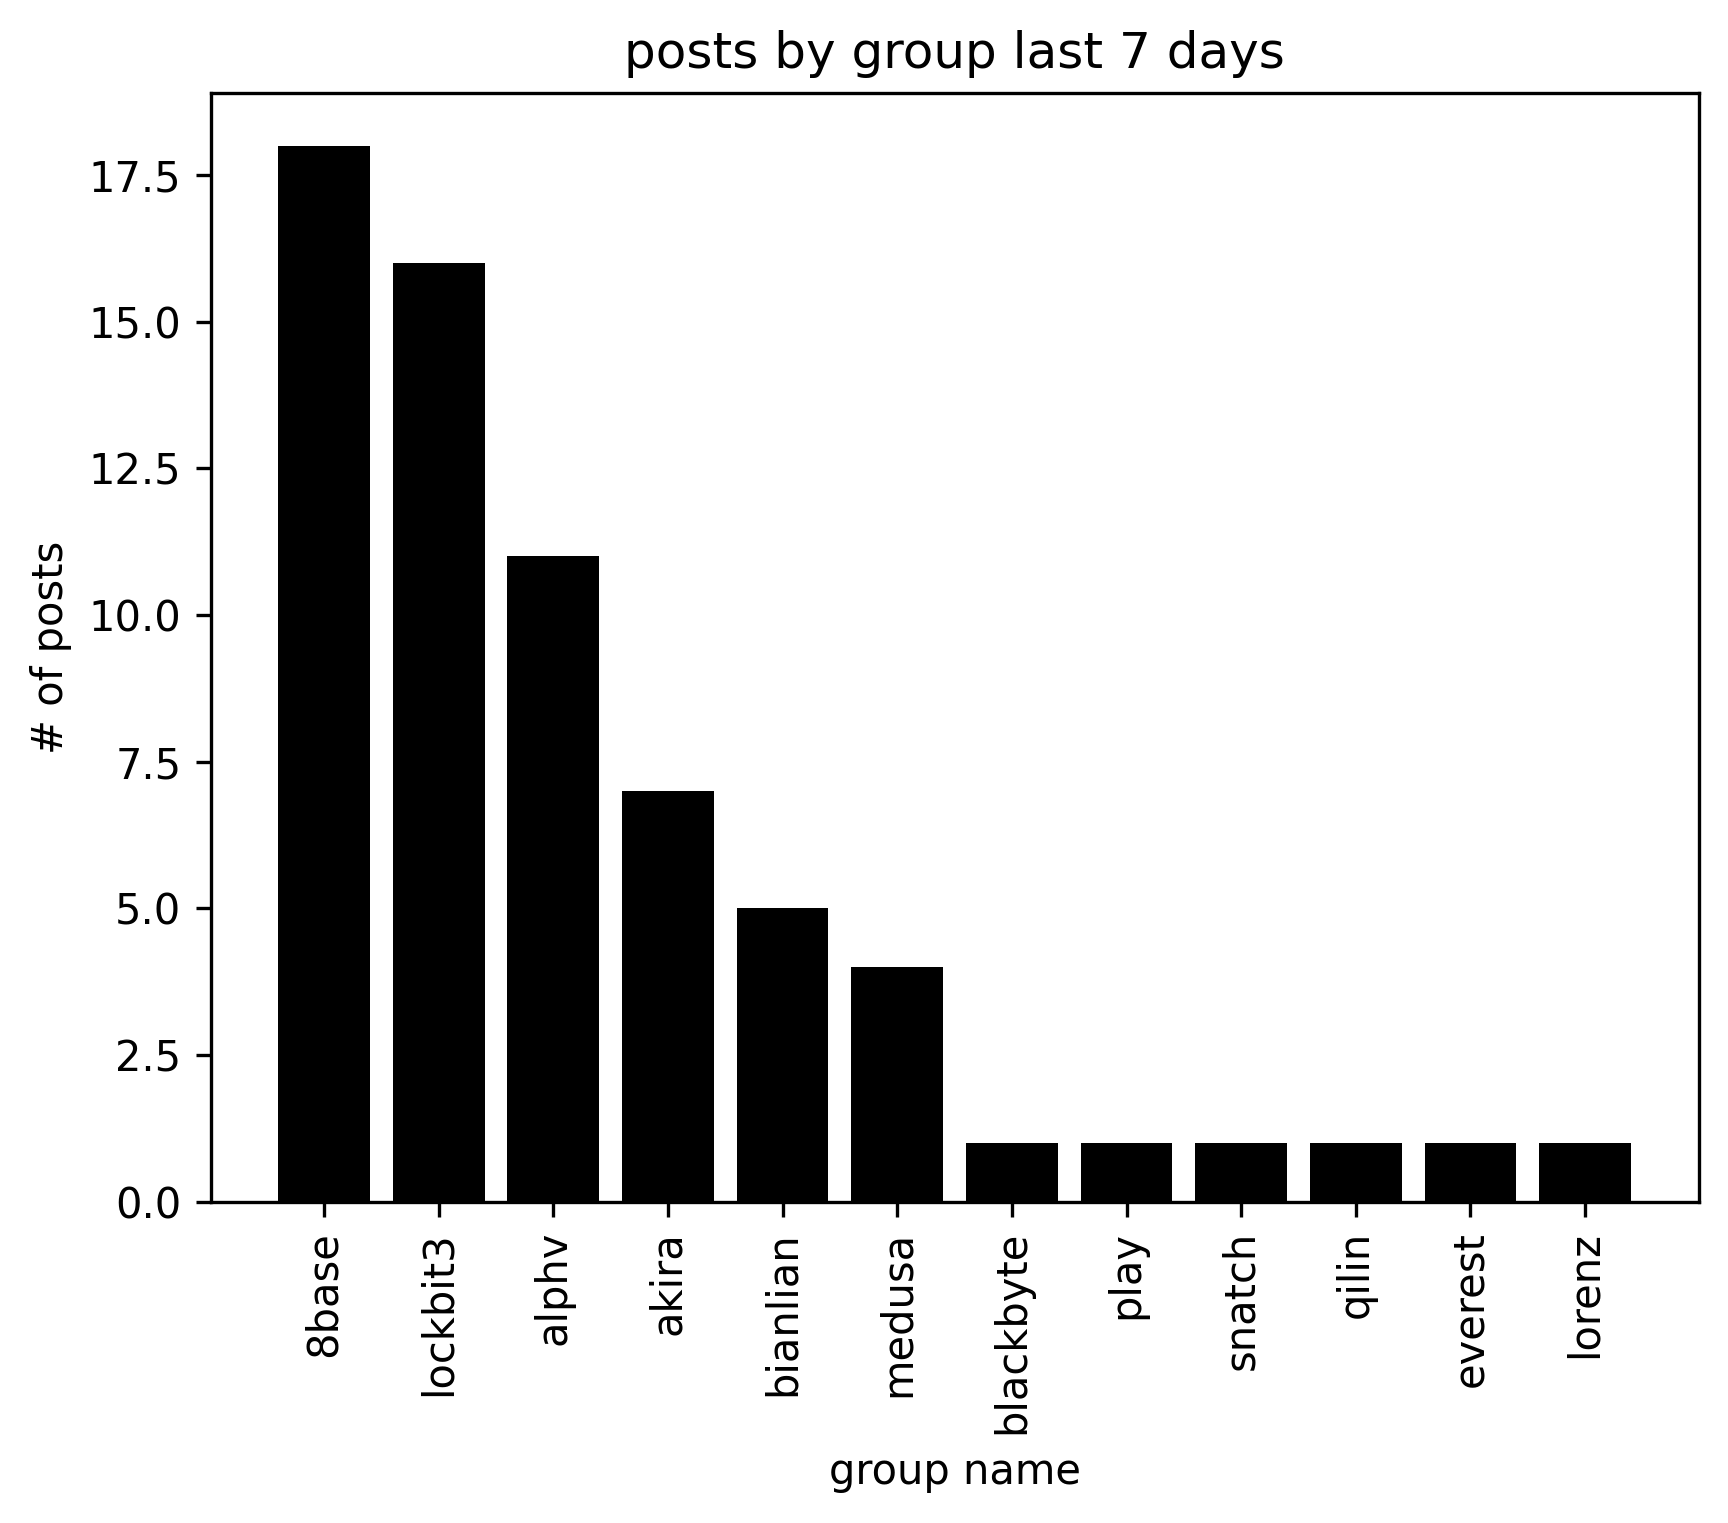 posts by group last 7 days
17.5
15.0
12.5
10.0
7.5
5.0
2.5
0.0
# of posts
8base
lockbit3
alphv
akira
bianlian
medusa
blackbyte
play
snatch
qilin
everest
lorenz
group name